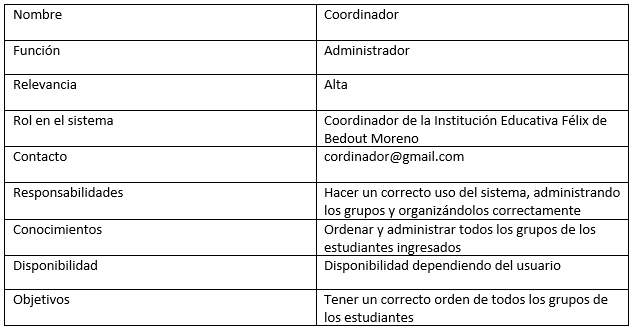 Nombre Coordinador
Función Administrador
Relevancia Alta
Rol en el sistema Coordinador de la Institución Educativa Félix de
Bedout Moreno
Contacto cordinador@gmail.com
Responsabilidades Hacer un correcto uso del sistema, administrando
los grupos y organizándolos correctamente
Conocimientos Ordenar y administrar todos los grupos de los
estudiantes ingresados
Disponibilidad Disponibilidad dependiendo del usuario
Objetivos Tener un correcto orden de todos los grupos de
los estudiantes